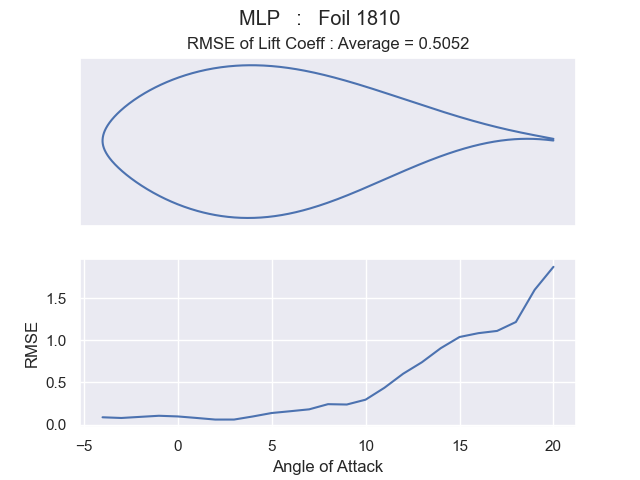 MLP   :   Foil 1810
RMSE of Lift Coeff : Average = 0.5052
1.5
1.0
0.5
0.0
RMSE
−5 0 5 10 15 20
Angle of Attack